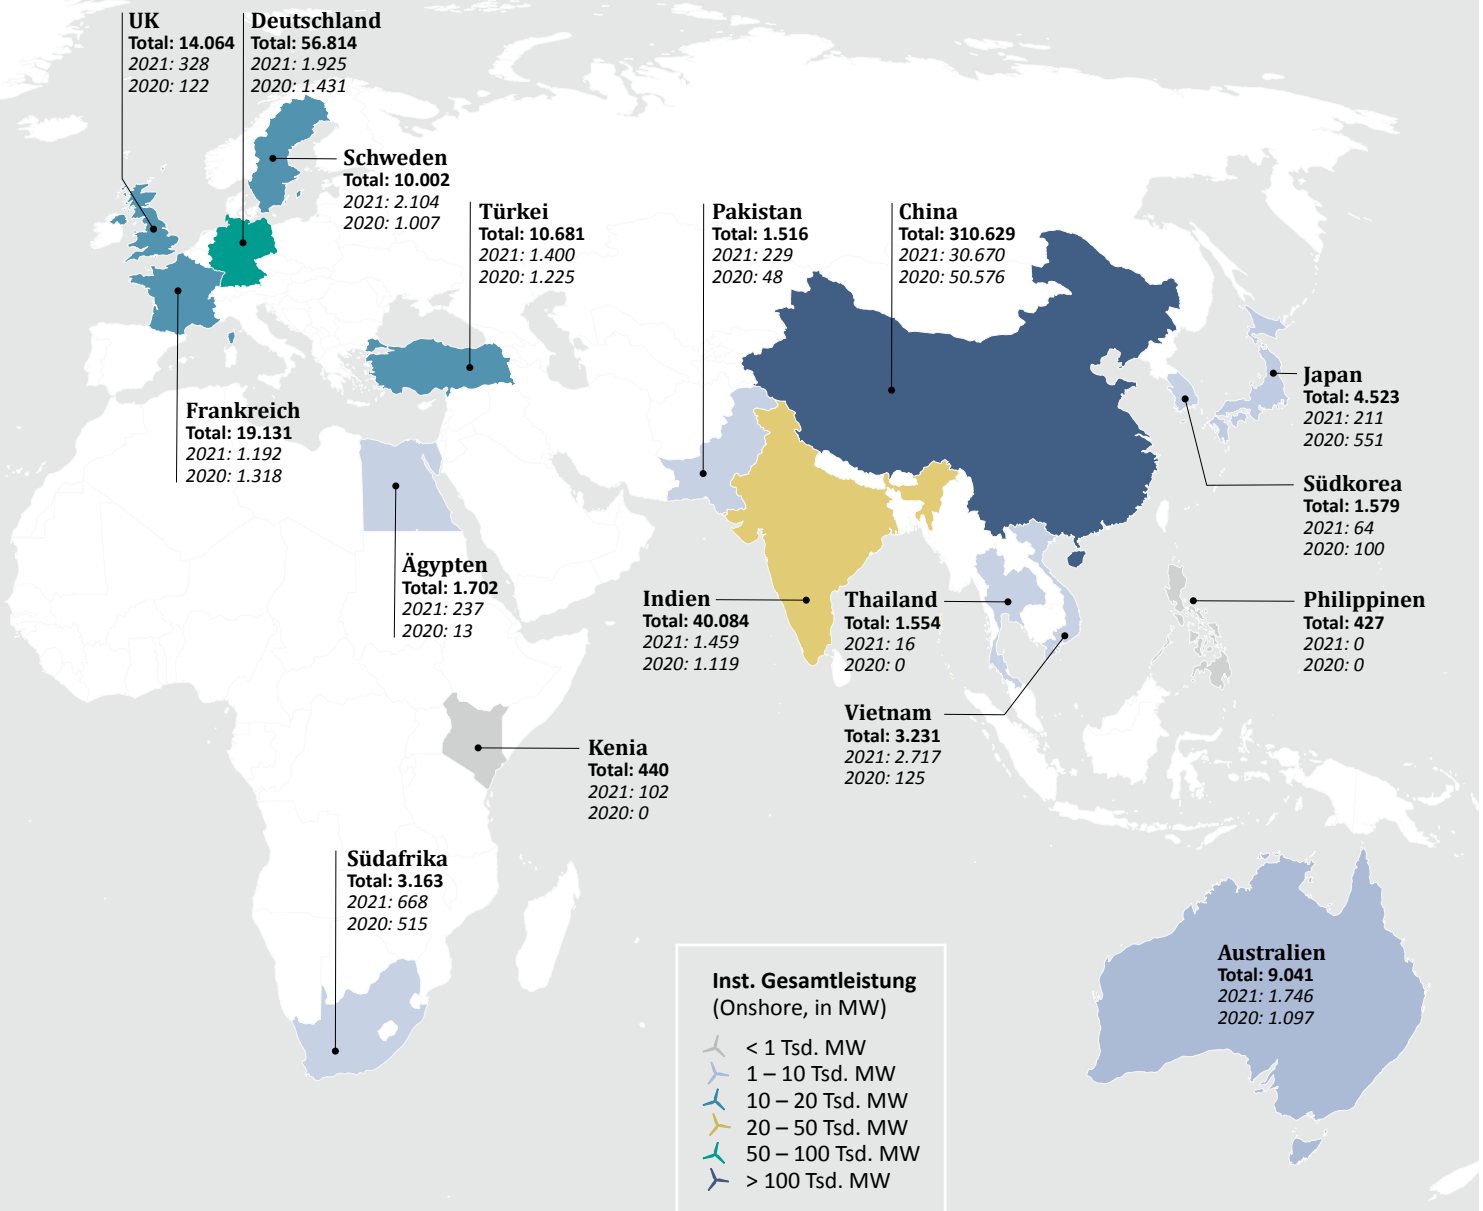 UK
Total: 14.064
2021: 328
2020: 122
Deutschland
Total: 56.814
2021: 1.925
2020: 1.431
Schweden
Total: 10.002
2021: 2.104
2020: 1.007
Türkei
Total: 10.681
2021: 1.400
2020: 1.225
Pakistan
Total: 1.516
2021: 229
2020: 48
China
Total: 310.629
2021: 30.670
2020: 50.576
Japan
Total: 4.523
2021: 211
2020: 551
Frankreich
Total: 19.131
2021: 1.192
2020: 1.318
Südkorea
Total: 1.579
2021: 64
2020: 100
Ägypten
Total: 1.702
2021: 237
2020: 13
Indien
Total: 40.084
2021: 1.459
2020: 1.119
Thailand
Total: 1.554
2021: 16
2020: 0
Philippinen
Total: 427
2021: 0
2020: 0
Vietnam
Total: 3.231
2021: 2.717
2020: 125
Kenia
Total: 440
2021: 102
2020: 0
Südafrika
Total: 3.163
2021: 668
2020: 515
Australien
Total: 9.041
2021: 1.746
2020: 1.097
Inst. Gesamtleistung
(Onshore, in MW)
< 1 Tsd. MW
1 – 10 Tsd. MW
10 – 20 Tsd. MW
20 – 50 Tsd. MW
50 – 100 Tsd. MW
> 100 Tsd. MW